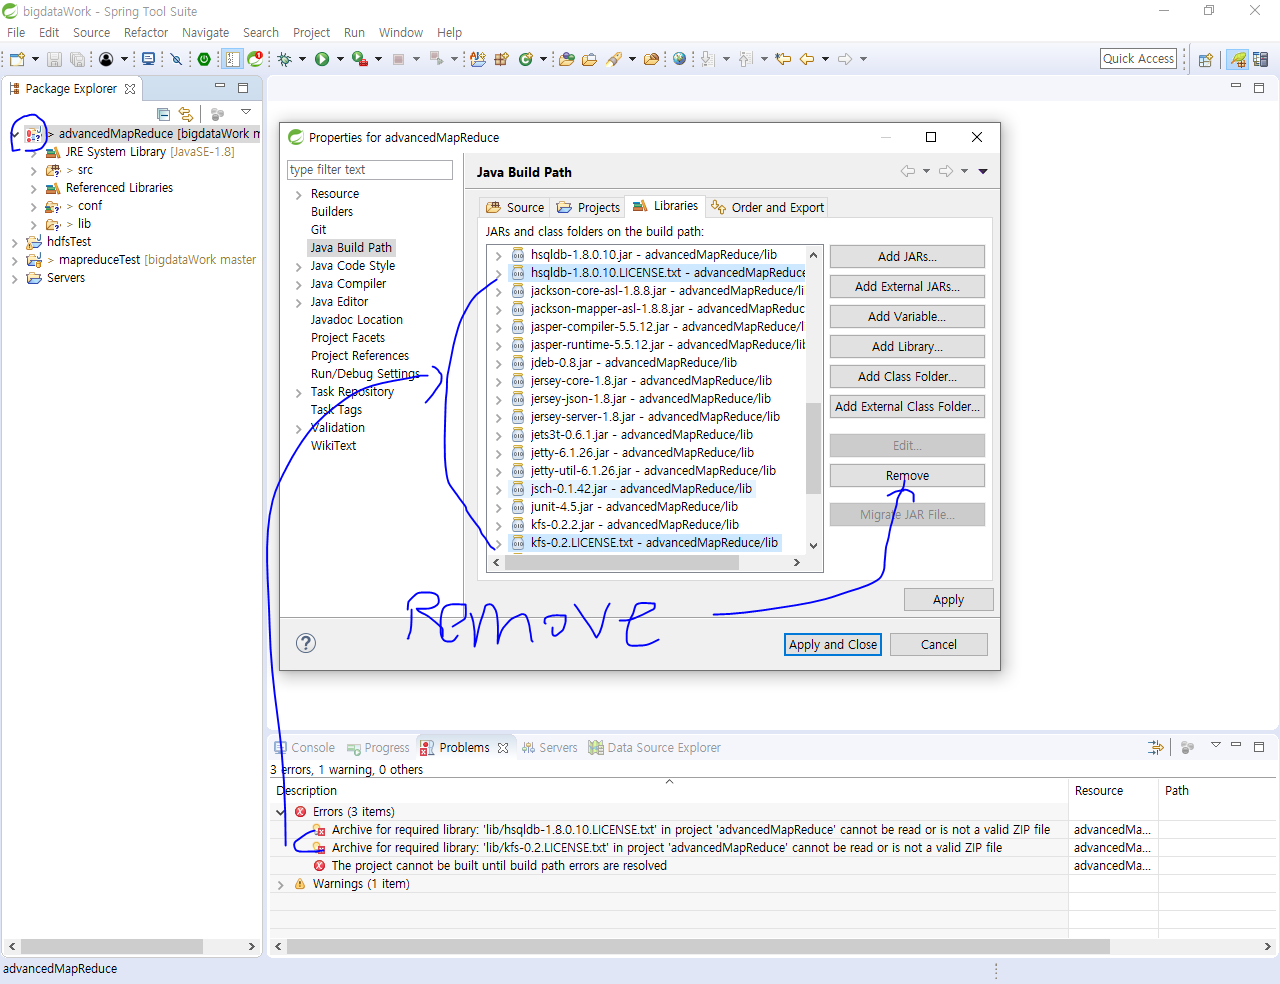 bigdataWork - Spring Tool Suite
File Edit Source Refactor Navigate Search Project Run Window Help
Quick Access
Package Explorer
> advancedMapReduce [bigdataWork m
JRE System Library [JavaSE-1.8]
> src
Referenced Libraries
> conf
> lib
hdfsTest
> mapreduceTest [bigdataWork master
Servers
Properties for advancedMapReduce
type filter text
Resource
Builders
Git
Java Build Path
Java Code Style
Java Compiler
Java Editor
Javadoc Location
Project Facets
Project References
Run/Debug Settings
Task Repository
Task Tags
Validation
WikiText
Java Build Path
Source Projects Libraries Order and Export
JARs and class folders on the build path:
hsqldb-1.8.0.10.jar - advancedMapReduce/lib
hsqldb-1.8.0.10.LICENSE.txt - advancedMapReduce
jackson-core-asl-1.8.8.jar - advancedMapReduce/li
jackson-mapper-asl-1.8.8.jar - advancedMapReduce
jasper-compiler-5.5.12.jar - advancedMapReduce/l
jasper-runtime-5.5.12.jar - advancedMapReduce/lib
jdeb-0.8.jar - advancedMapReduce/lib
jersey-core-1.8.jar - advancedMapReduce/lib
jersey-json-1.8.jar - advancedMapReduce/lib
jersey-server-1.8.jar - advancedMapReduce/lib
jets3t-0.6.1.jar - advancedMapReduce/lib
jetty-6.1.26.jar - advancedMapReduce/lib
jetty-util-6.1.26.jar - advancedMapReduce/lib
jsch-0.1.42.jar - advancedMapReduce/lib
junit-4.5.jar - advancedMapReduce/lib
kfs-0.2.2.jar - advancedMapReduce/lib
kfs-0.2.LICENSE.txt - advancedMapReduce/lib
Add JARs...
Add External JARs...
Add Variable...
Add Library...
Add Class Folder...
Add External Class Folder...
Edit...
Remove
Migrate JAR File...
Apply
Remove
Apply and Close Cancel
Console Progress Problems Servers Data Source Explorer
3 errors, 1 warning, 0 others
Description Resource Path
Errors (3 items)
Archive for required library: 'lib/hsqldb-1.8.0.10.LICENSE.txt' in project 'advancedMapReduce' cannot be read or is not a valid ZIP file advancedMa...
Archive for required library: 'lib/kfs-0.2.LICENSE.txt' in project 'advancedMapReduce' cannot be read or is not a valid ZIP file advancedMa...
The project cannot be built until build path errors are resolved advancedMa...
Warnings (1 item)
advancedMapReduce